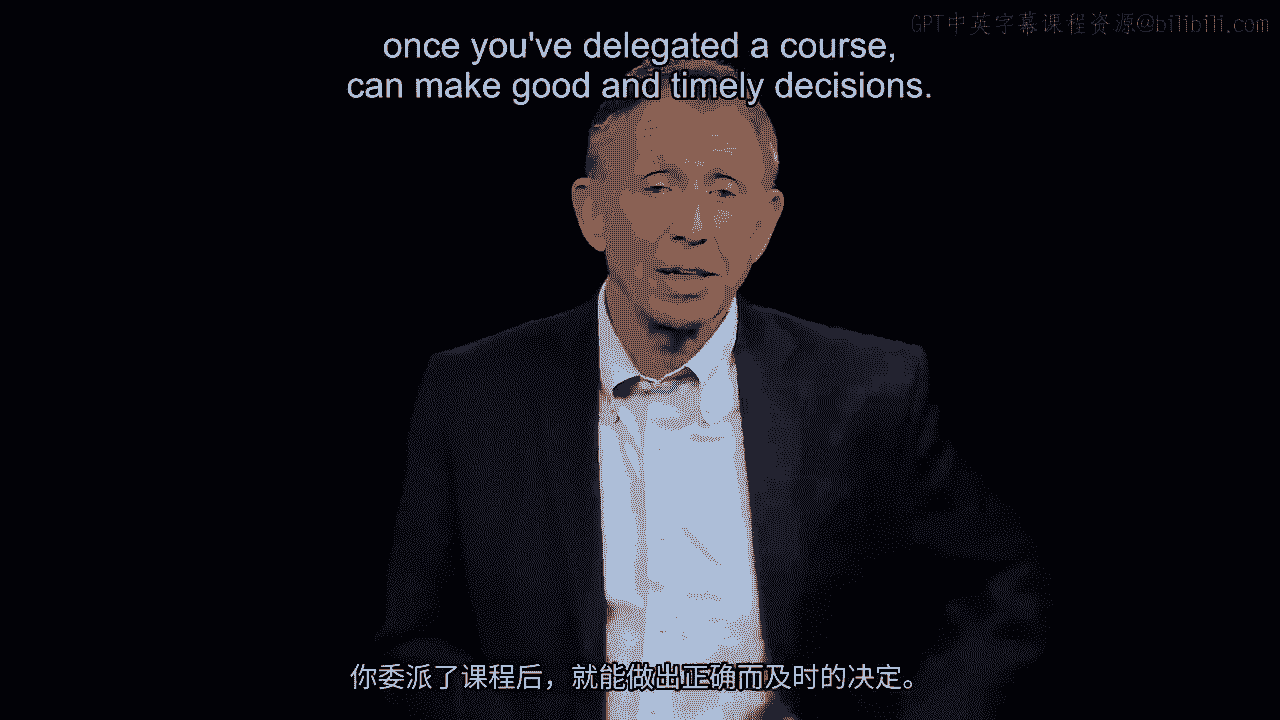 GPT中英字幕课程资源@bilibili.com
once you've delegated a course,
can make good and timely decisions.
你委派了课程后，就能做出正确而及时的决定。